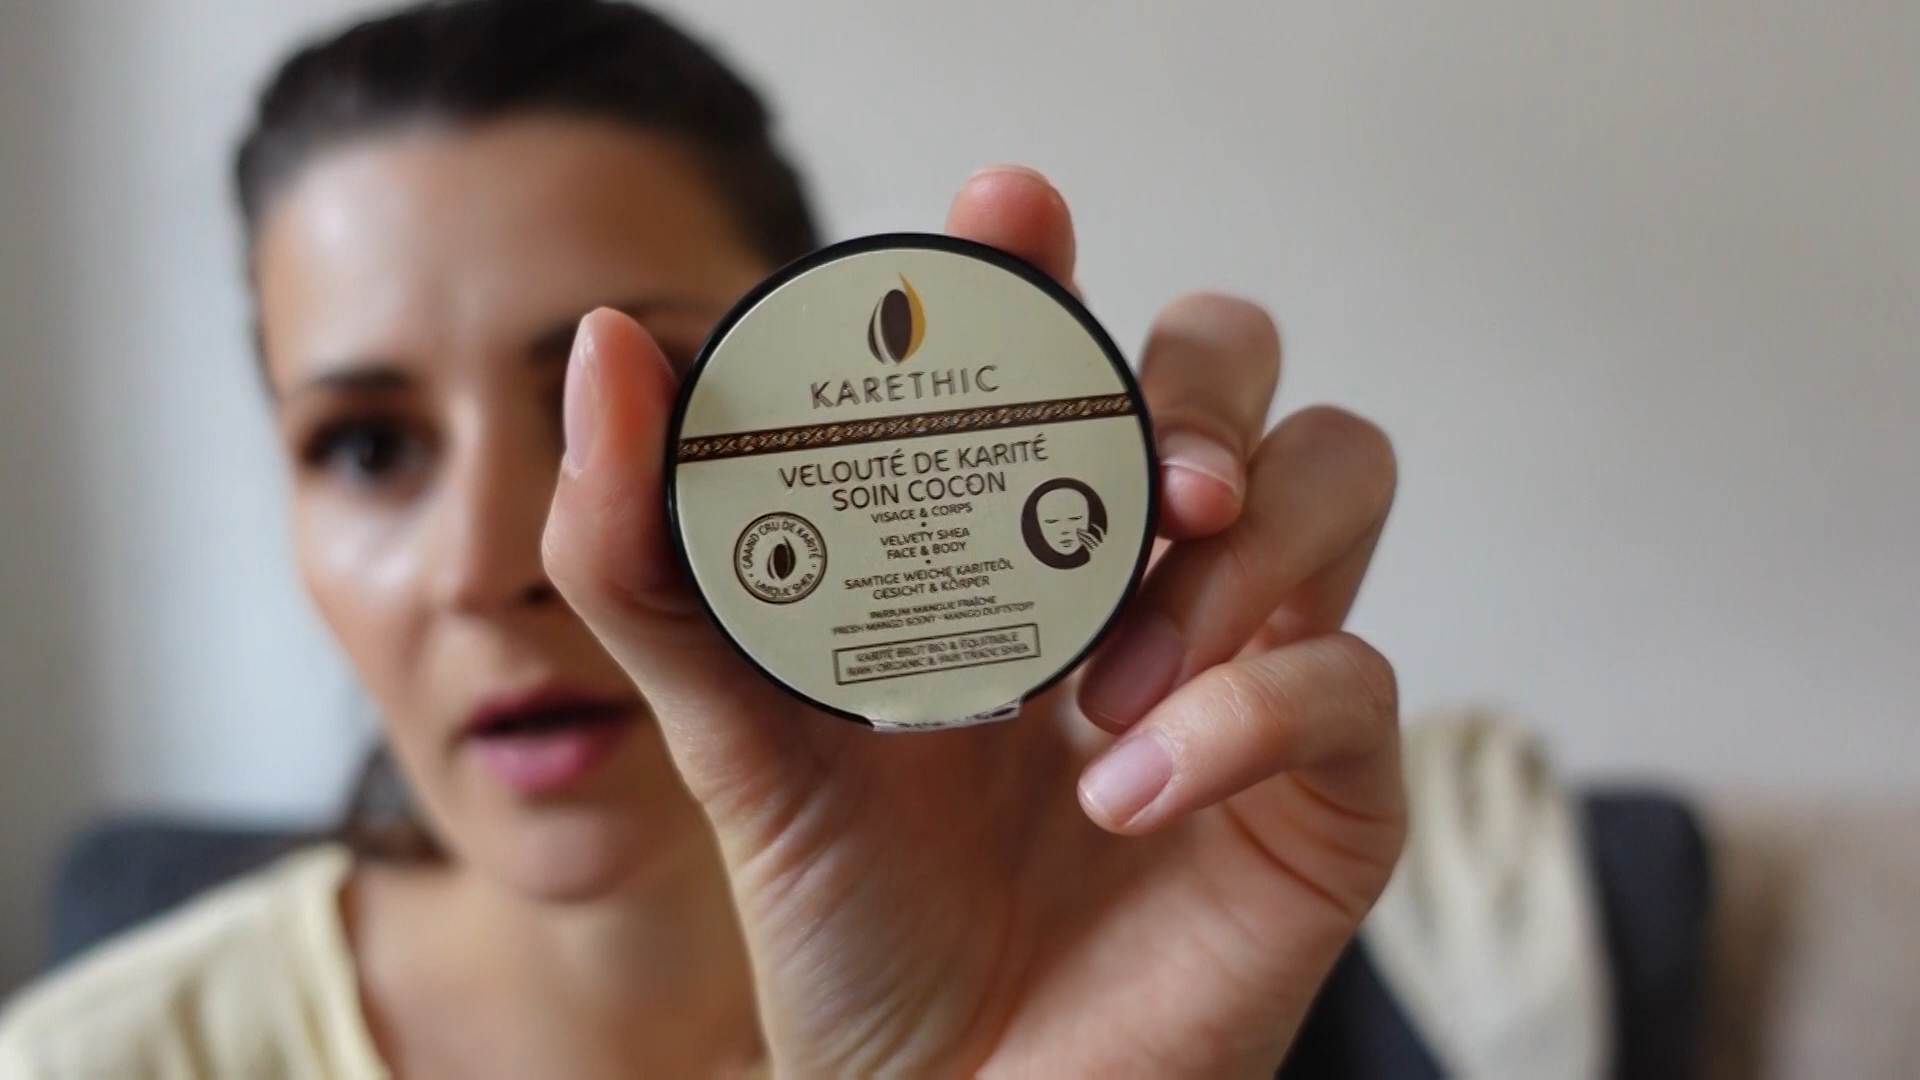 KARETHIC
VELOUTÉ DE KARITÉ
SOIN COCON
VISAGE & CORPS
VELVETY SHEA
FACE & BODY
SAMTIGE WEICHE KARITEÖL
GESICHT & KÖRPER
PARFUM MANGUE FRAÎCHE
FRESH MANGO SCENT - MANGO DUFTSTOFF
KARITÉ BRUT BIO & ÉQUITABLE
RAW ORGANIC & FAIR TRADE SHEA
GRAND CRU DE KARITÉ
UNIQUE SHEA